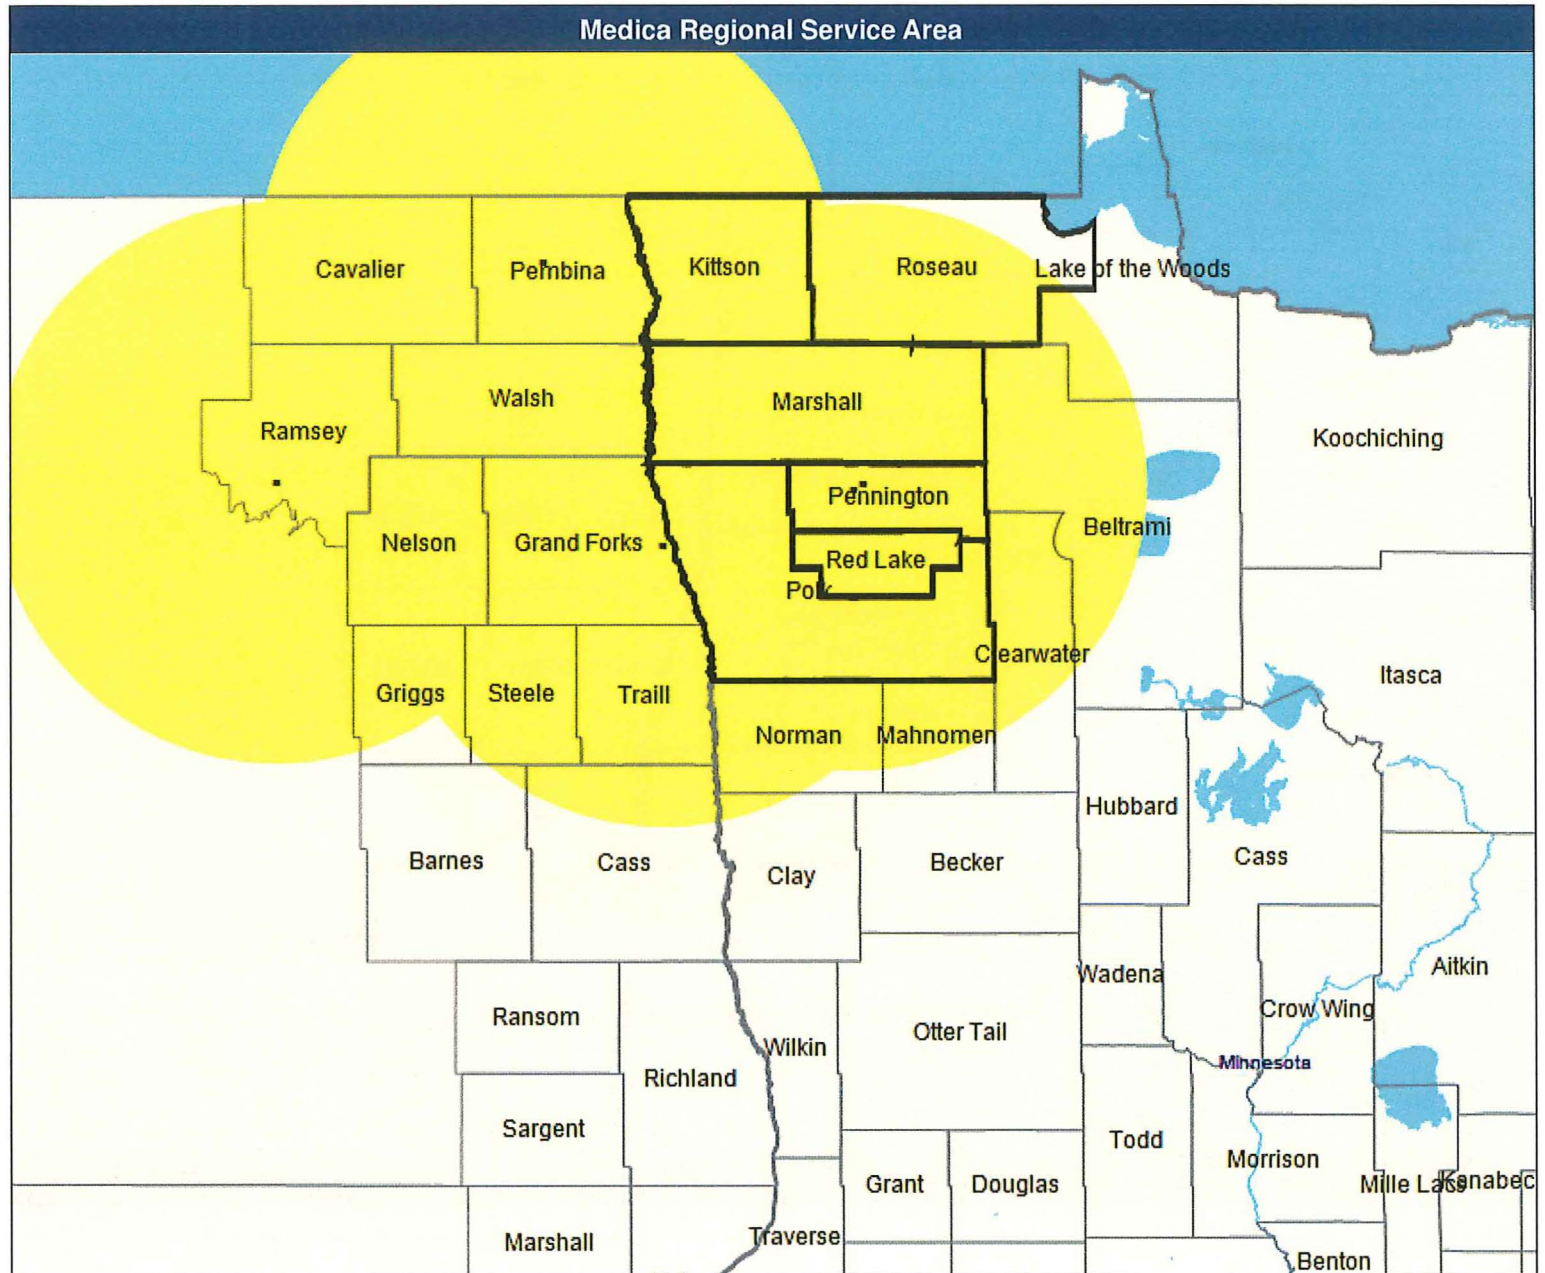 Medica Regional Service Area
Cavalier
Pembina
Kittson
Roseau
Lake of the Woods
Walsh
Marshall
Ramsey
Koochiching
Pennington
Nelson
Grand Forks
Beltrami
Red Lake
Polk
Clearwater
Griggs
Steele
Traill
Itasca
Norman
Mahnomen
Hubbard
Barnes
Cass
Clay
Becker
Cass
Wadena
Aitkin
Ransom
Otter Tail
Crow Wing
Wilkin
Minnesota
Richland
Sargent
Todd
Morrison
Grant
Douglas
Mille Lacs
Kanabec
Marshall
Traverse
Benton